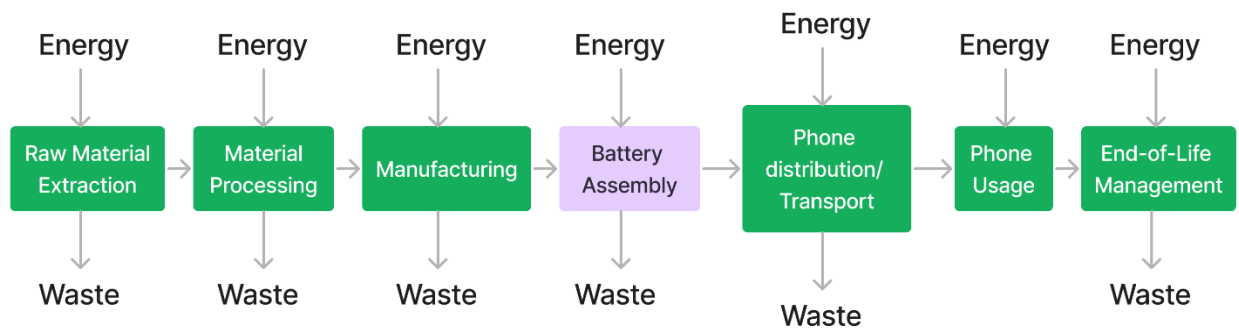 Energy
Energy
Energy
Energy
Energy
Energy
Energy
Raw Material
Extraction
Material
Processing
Manufacturing
Battery
Assembly
Phone
distribution/
Transport
Phone
Usage
End-of-Life
Management
Waste
Waste
Waste
Waste
Waste
Waste